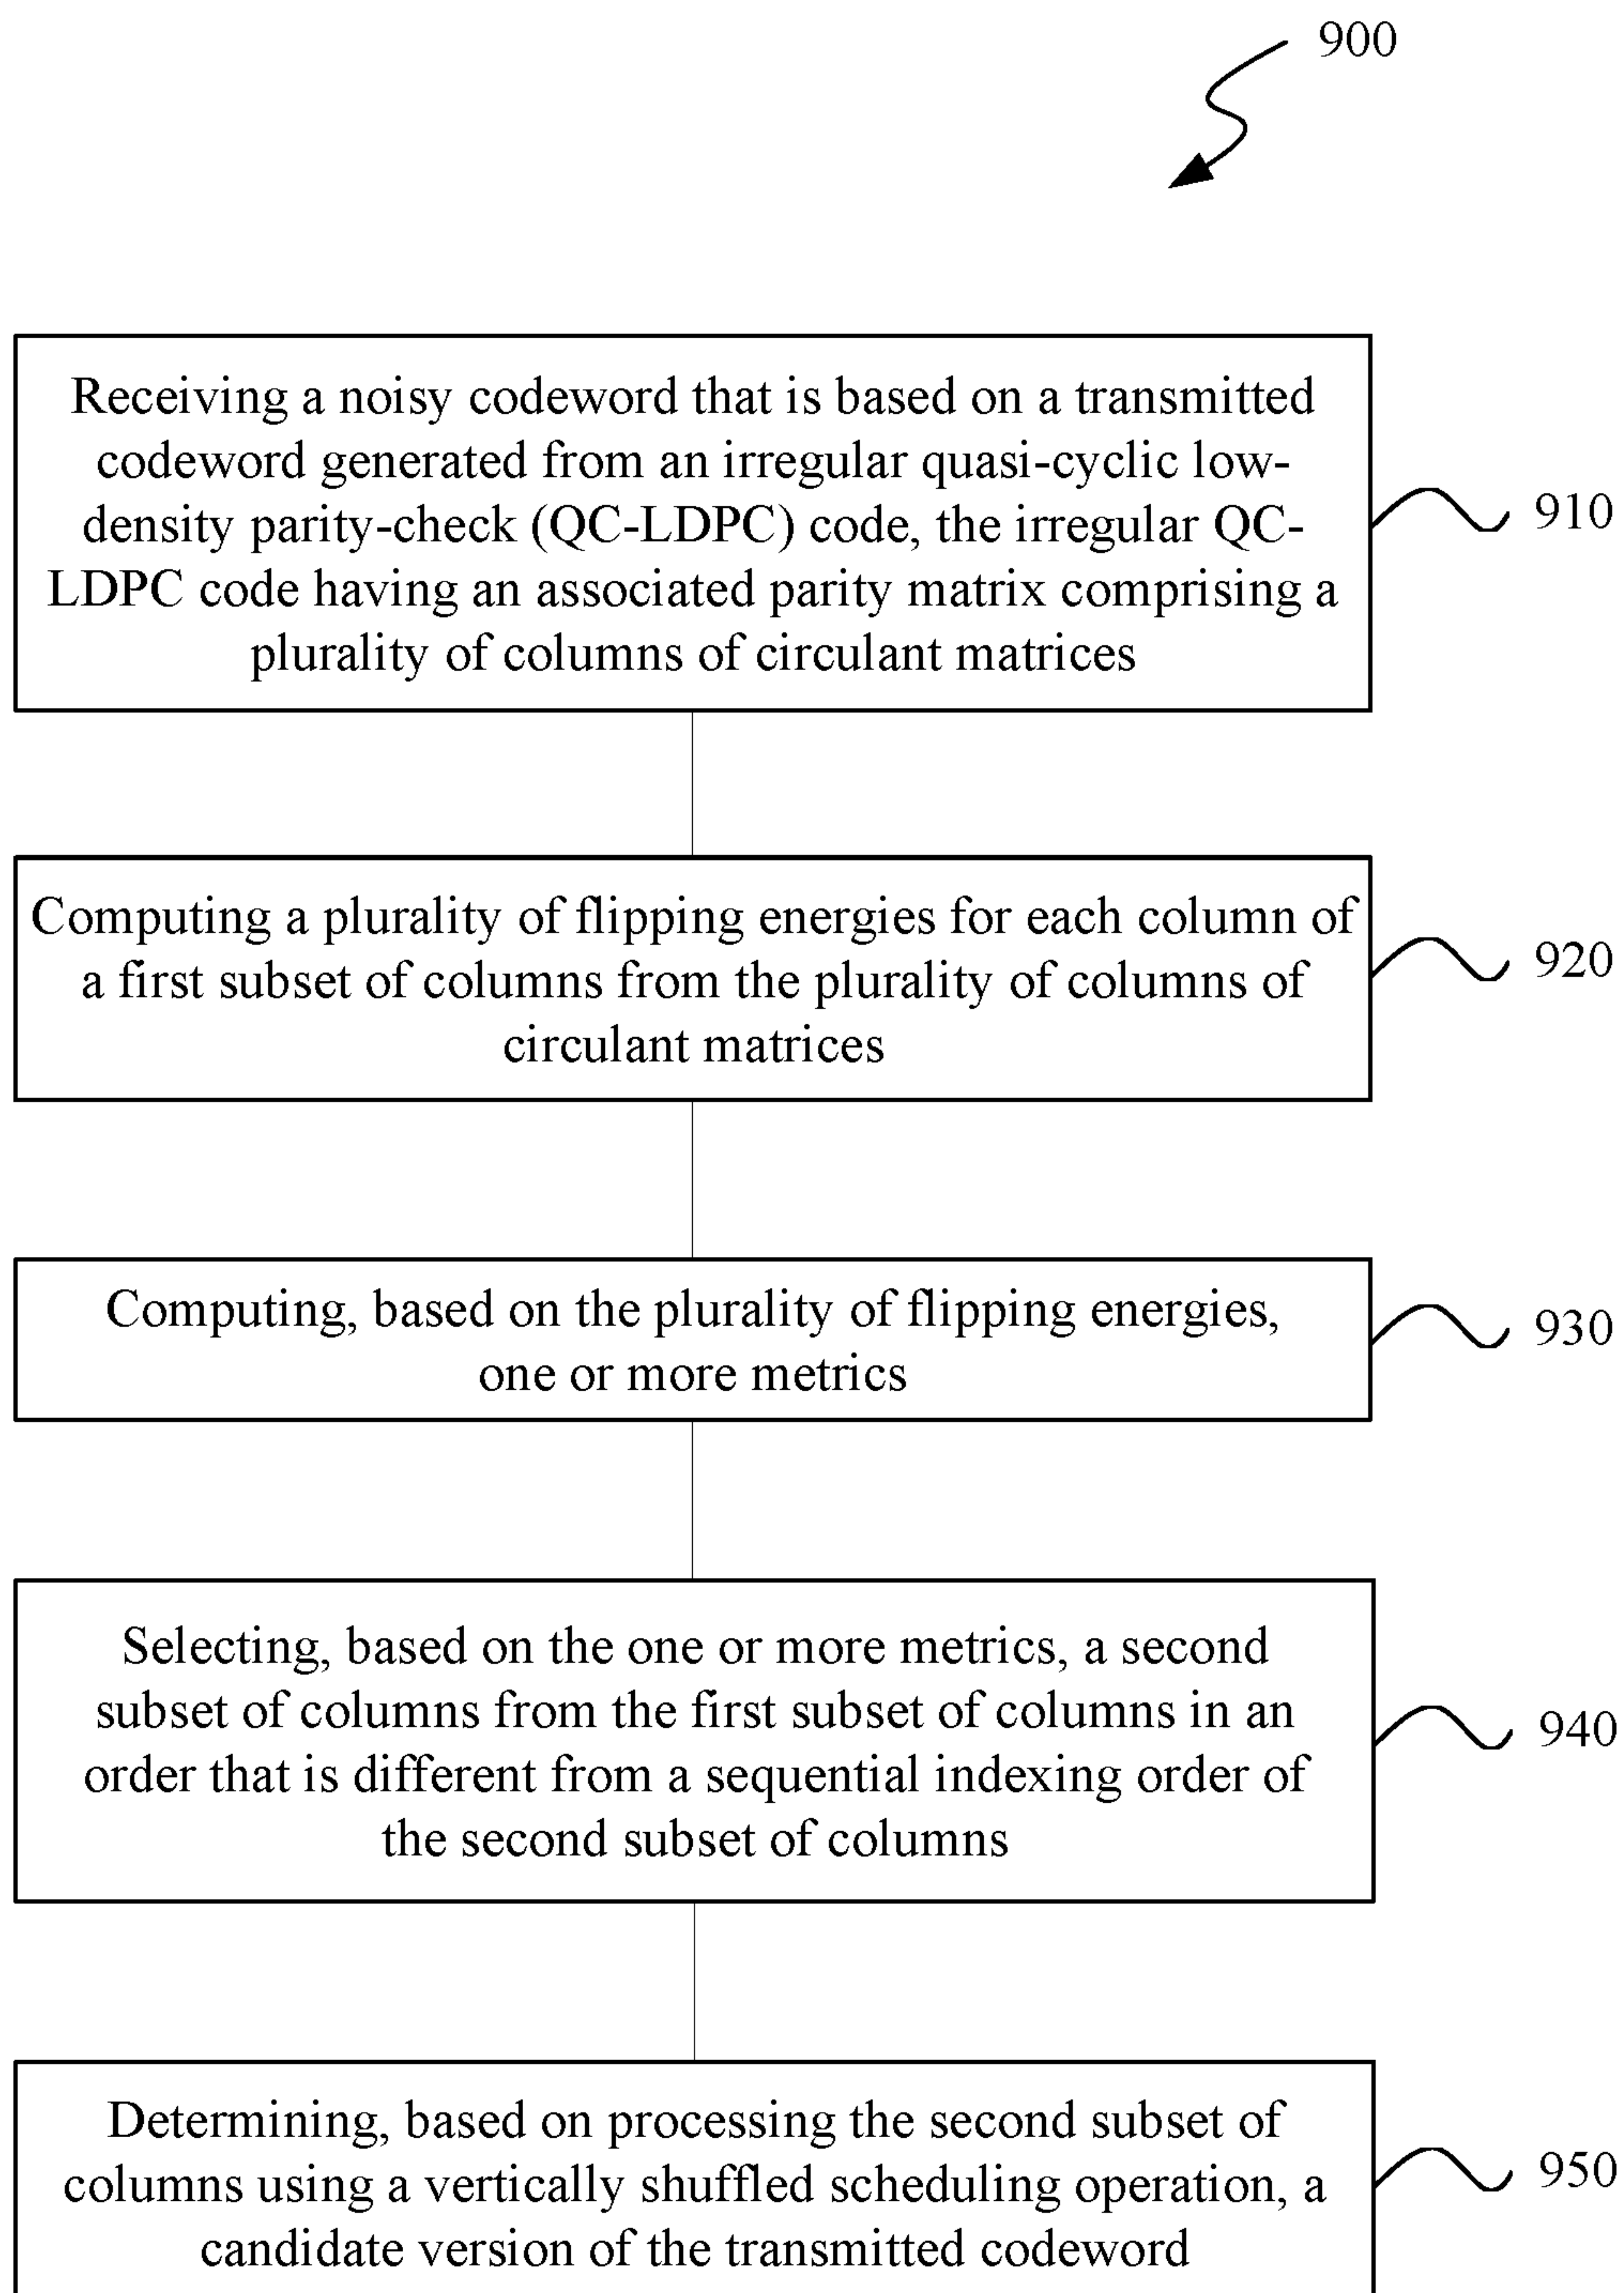 900
Receiving a noisy codeword that is based on a transmitted
codeword generated from an irregular quasi-cyclic low-
density parity-check (QC-LDPC) code, the irregular QC-
LDPC code having an associated parity matrix comprising a
plurality of columns of circulant matrices
910
Computing a plurality of flipping energies for each column of
a first subset of columns from the plurality of columns of
circulant matrices
920
Computing, based on the plurality of flipping energies,
one or more metrics
930
Selecting, based on the one or more metrics, a second
subset of columns from the first subset of columns in an
order that is different from a sequential indexing order of
the second subset of columns
940
Determining, based on processing the second subset of
columns using a vertically shuffled scheduling operation, a
candidate version of the transmitted codeword
950